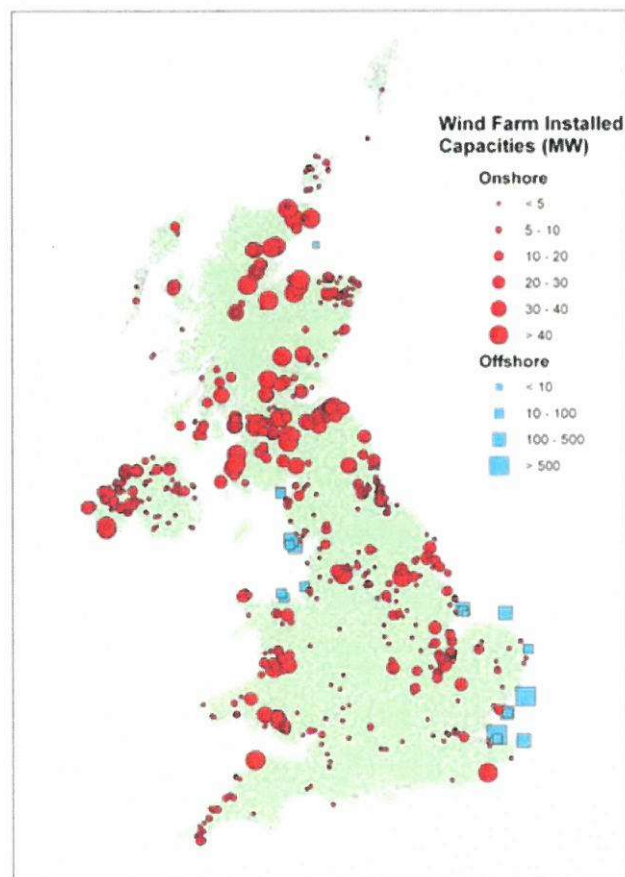 Wind Farm Installed
Capacities (MW)
Onshore
< 5
5 - 10
10 - 20
20 - 30
30 - 40
> 40
Offshore
< 10
10 - 100
100 - 500
> 500